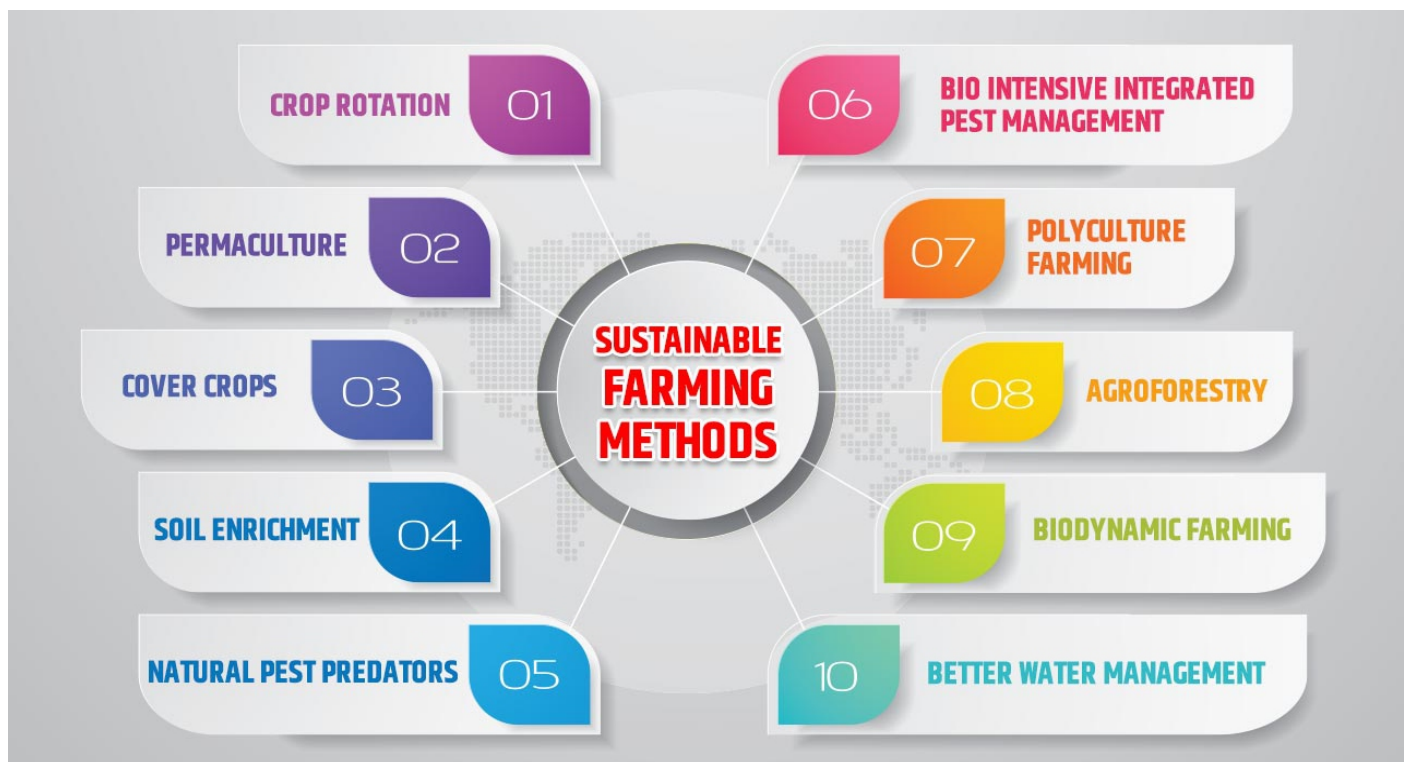 CROP ROTATION 01
PERMACULTURE 02
COVER CROPS 03
SOIL ENRICHMENT 04
NATURAL PEST PREDATORS 05
SUSTAINABLE
FARMING
METHODS
06 BIO INTENSIVE INTEGRATED
PEST MANAGEMENT
07 POLYCULTURE
FARMING
08 AGROFORESTRY
09 BIODYNAMIC FARMING
10 BETTER WATER MANAGEMENT